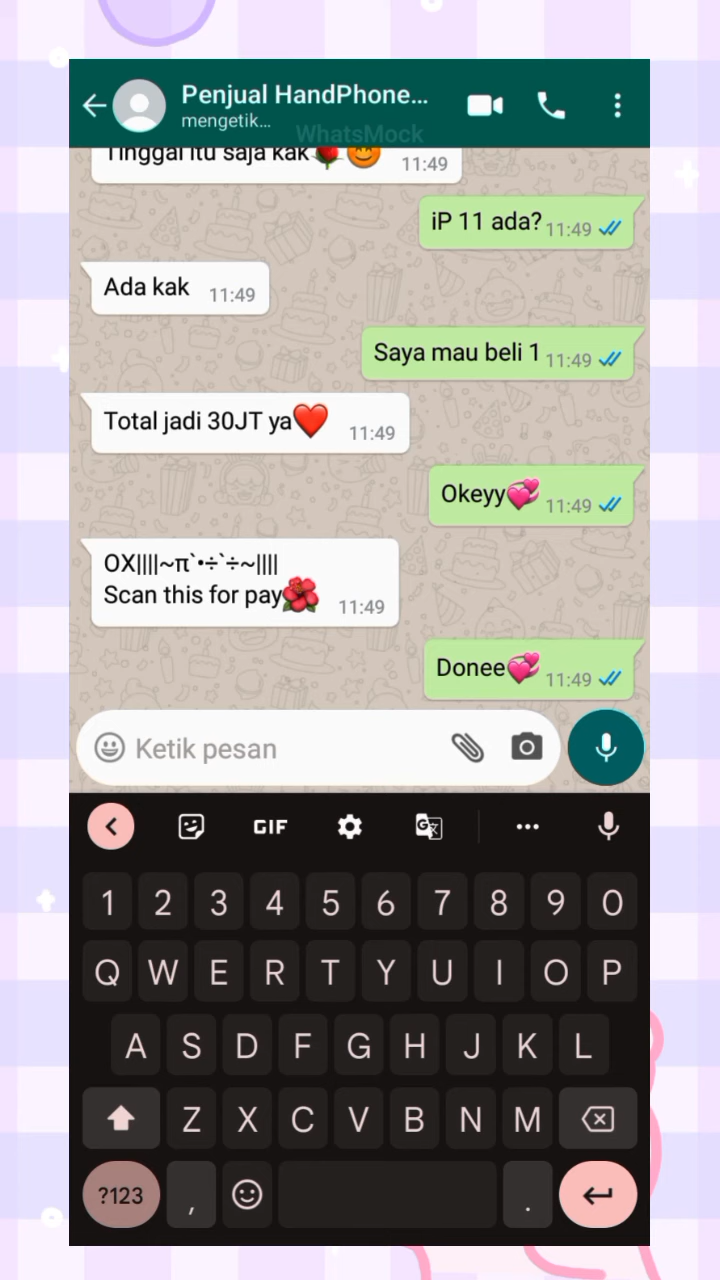 Penjual HandPhone...
mengetik...
WhatsMock
Tinggal itu saja kak🌹😊 11:49
iP 11 ada? 11:49
Ada kak 11:49
Saya mau beli 1 11:49
Total jadi 30JT ya❤️ 11:49
Okeyy💞 11:49
OX||||~π`•÷`÷~||||
Scan this for pay🌺 11:49
Donee💞 11:49
Ketik pesan
GIF
1 2 3 4 5 6 7 8 9 0
Q W E R T Y U I O P
A S D F G H J K L
Z X C V B N M
?123 , .